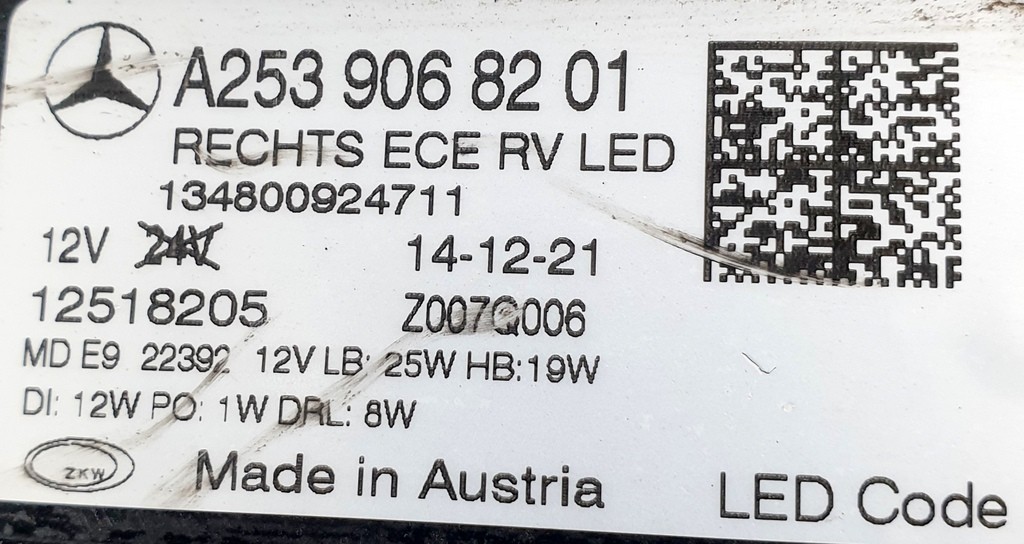 A253 906 82 01
RECHTS ECE RV LED
134800924711
12V 24V 14-12-21
12518205 Z007Q006
MD E9 22392 12V LB: 25W HB:19W
DI: 12W PO: 1W DRL: 8W
ZKW Made in Austria LED Code